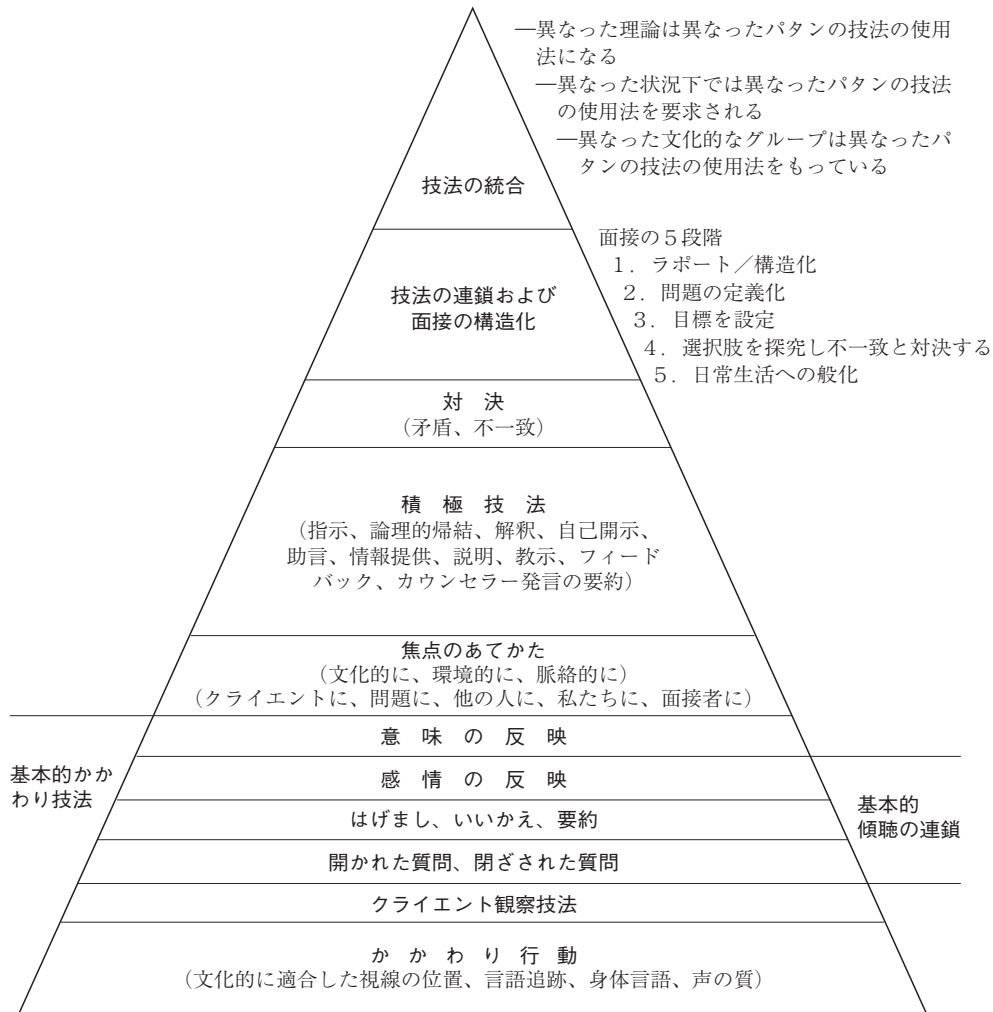 ―異なった理論は異なったパタンの技法の使用
法になる
―異なった状況下では異なったパタンの技法
の使用法を要求される
―異なった文化的なグループは異なったパ
タンの技法の使用法をもっている
技法の統合
面接の5段階
1．ラポート／構造化
2．問題の定義化
3．目標を設定
4．選択肢を探究し不一致と対決する
5．日常生活への般化
技法の連鎖および
面接の構造化
対　決
（矛盾、不一致）
積　極　技　法
（指示、論理的帰結、解釈、自己開示、
助言、情報提供、説明、教示、フィード
バック、カウンセラー発言の要約）
焦点のあてかた
（文化的に、環境的に、脈絡的に）
（クライエントに、問題に、他の人に、私たちに、面接者に）
意　味　の　反　映
基本的かか
わり技法
感　情　の　反　映
はげまし、いいかえ、要約
基本的
傾聴の連鎖
開かれた質問、閉ざされた質問
クライエント観察技法
か　か　わ　り　行　動
（文化的に適合した視線の位置、言語追跡、身体言語、声の質）